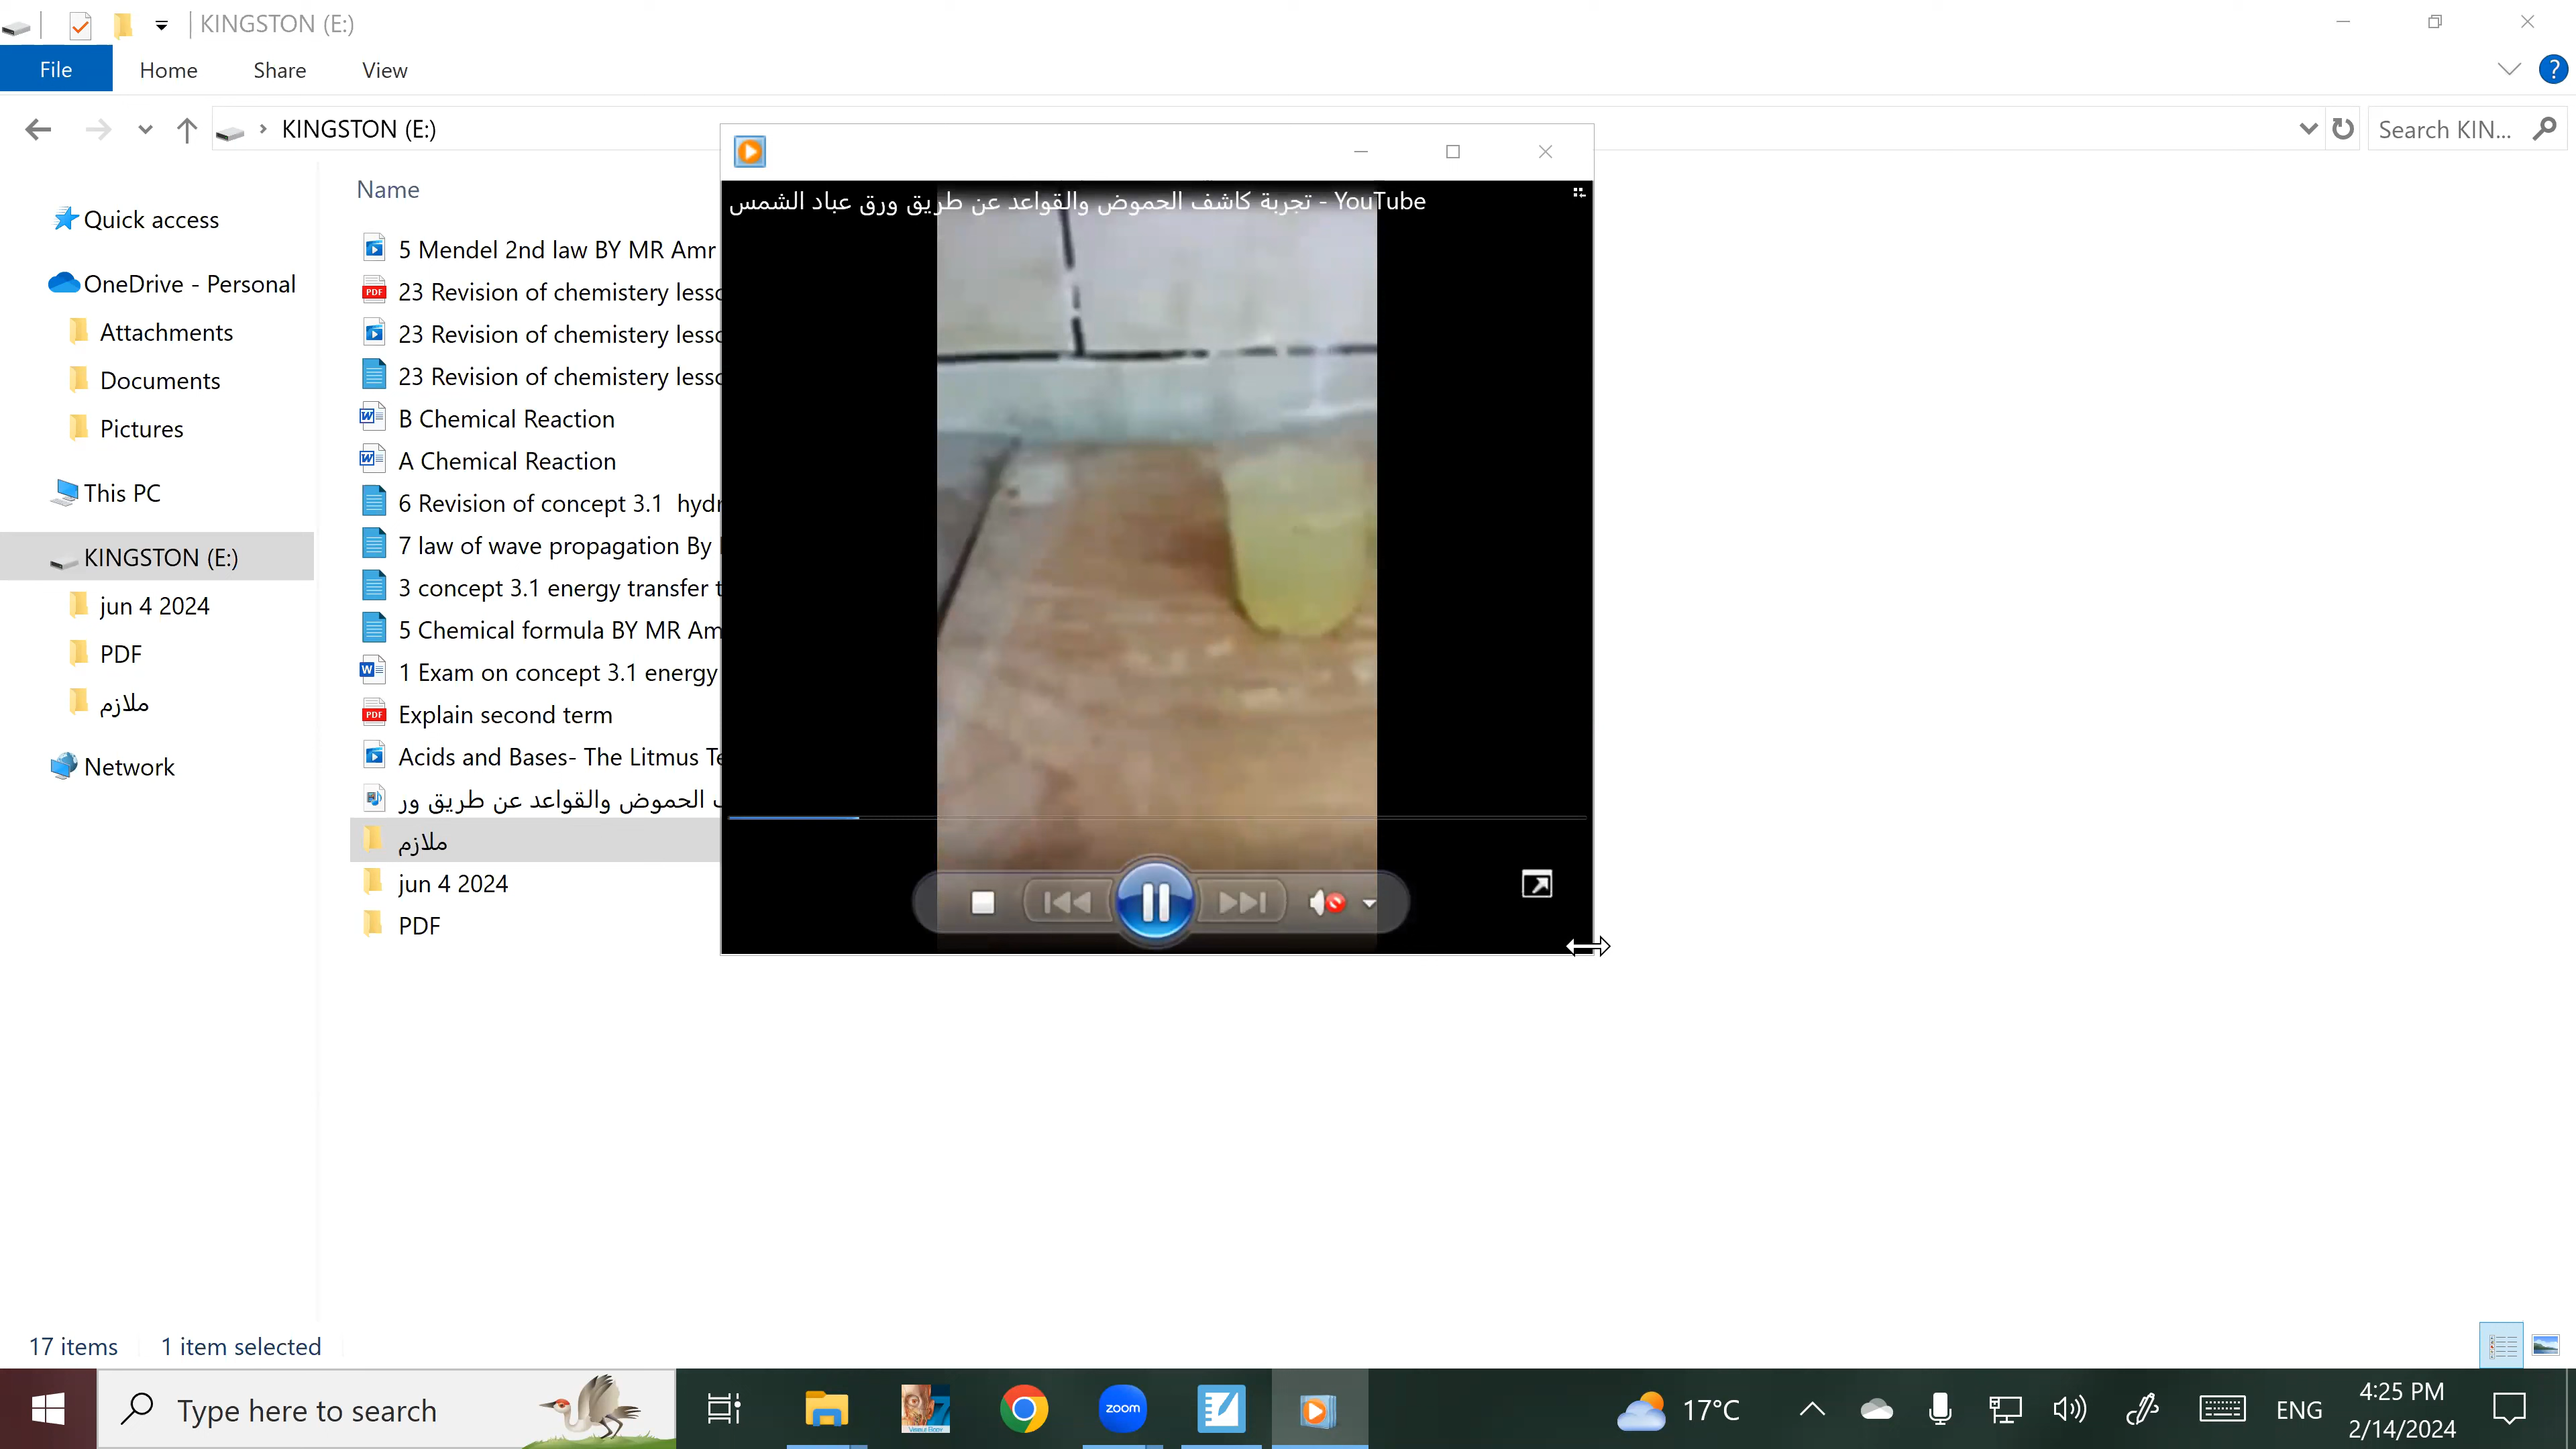 KINGSTON (E:)
File
Home
Share
View
KINGSTON (E:)
Search KIN...
Quick access
OneDrive - Personal
Attachments
Documents
Pictures
This PC
KINGSTON (E:)
jun 4 2024
PDF
ملازم
Network
Name
5 Mendel 2nd law BY MR Amr
23 Revision of chemistery lesso
23 Revision of chemistery lesso
23 Revision of chemistery lesso
B Chemical Reaction
A Chemical Reaction
6 Revision of concept 3.1 hydr
7 law of wave propagation By
3 concept 3.1 energy transfer t
5 Chemical formula BY MR Am
1 Exam on concept 3.1 energy
Explain second term
Acids and Bases- The Litmus Te
الحموض والقواعد عن طريق ور
ملازم
jun 4 2024
PDF
تجربة كاشف الحموض والقواعد عن طريق ورق عباد الشمس - YouTube
17 items
1 item selected
Type here to search
zoom
17°C
ENG
4:25 PM
2/14/2024